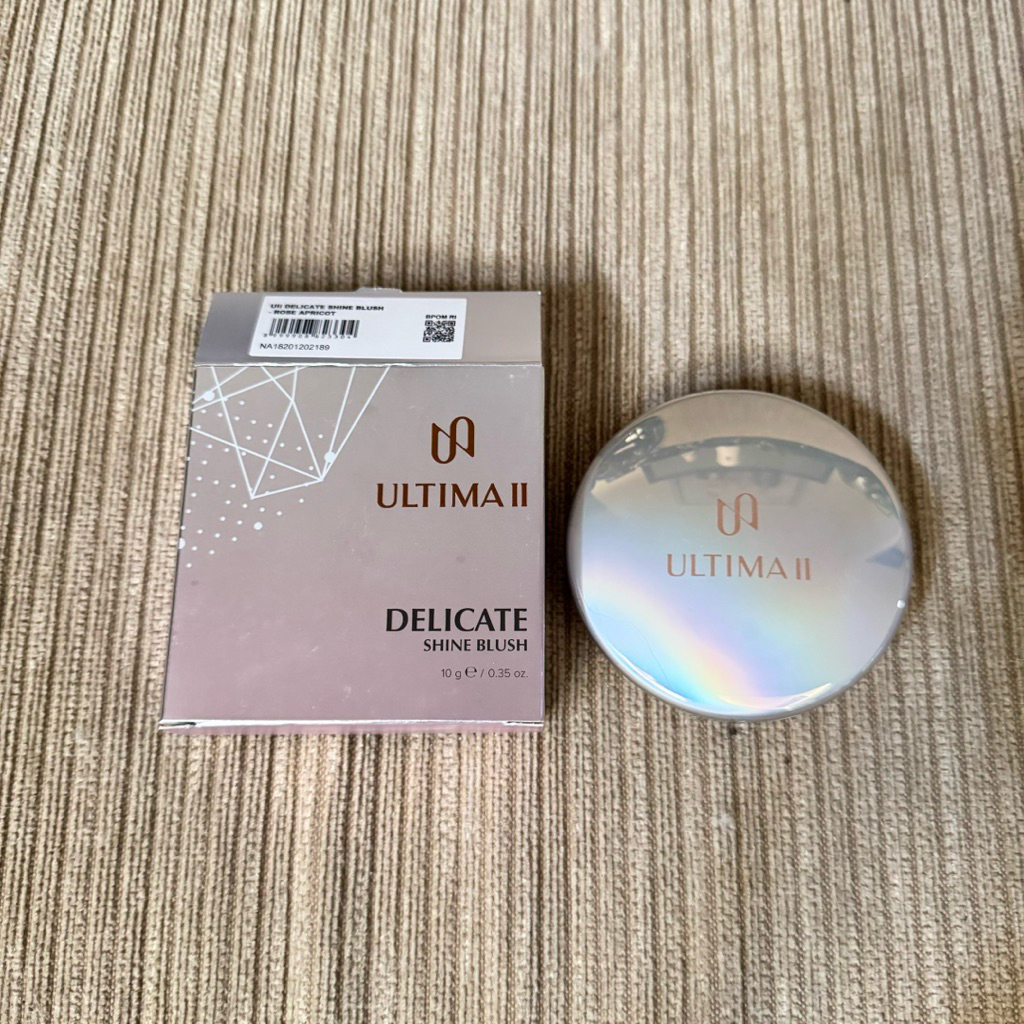 UII DELICATE SHINE BLUSH
- ROSE APRICOT
BPOM RI
NA18201202189
ULTIMA II
DELICATE
SHINE BLUSH
10 g ℮ / 0.35 oz.
ULTIMA II